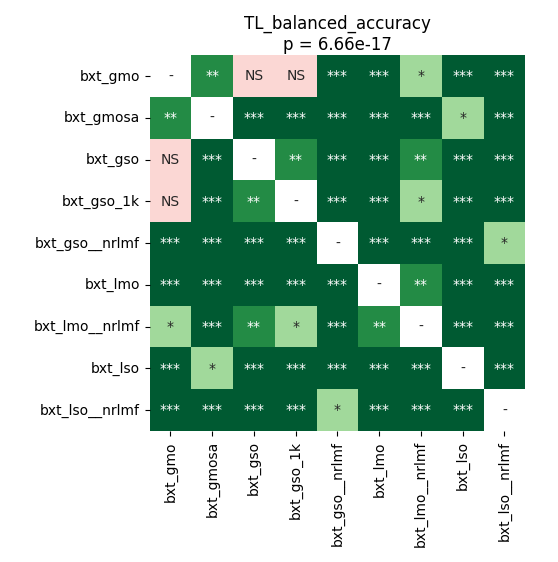 TL_balanced_accuracy
p = 6.66e-17
bxt_gmo - ** NS NS *** *** * *** ***
bxt_gmosa ** - *** *** *** *** *** * ***
bxt_gso NS *** - ** *** *** ** *** ***
bxt_gso_1k NS *** ** - *** *** * *** ***
bxt_gso__nrlmf *** *** *** *** - *** *** *** *
bxt_lmo *** *** *** *** *** - ** *** ***
bxt_lmo__nrlmf * *** ** * *** ** - *** ***
bxt_lso *** * *** *** *** *** *** - ***
bxt_lso__nrlmf *** *** *** *** * *** *** *** -
bxt_gmo
bxt_gmosa
bxt_gso
bxt_gso_1k
bxt_gso__nrlmf
bxt_lmo
bxt_lmo__nrlmf
bxt_lso
bxt_lso__nrlmf